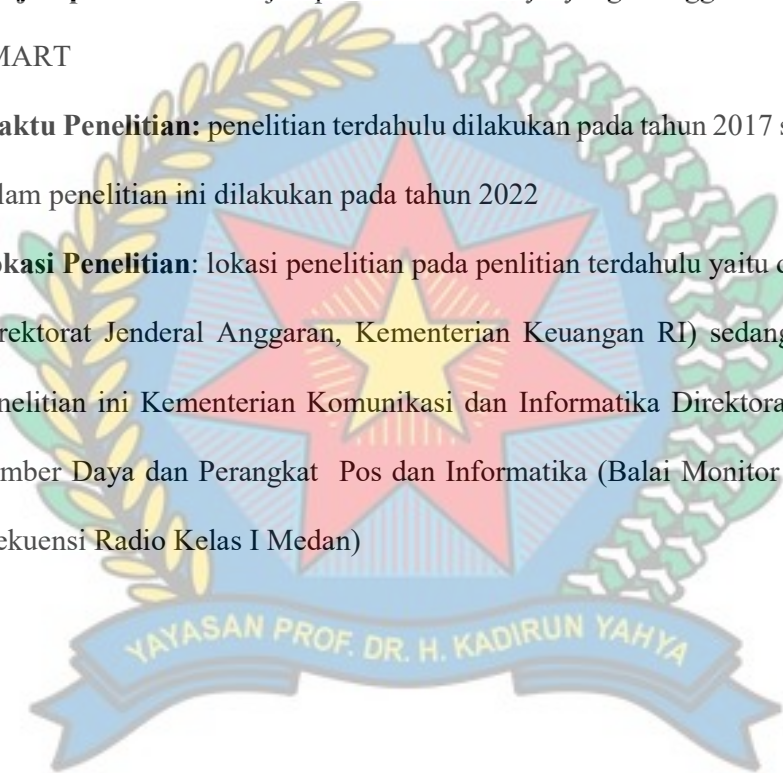 MART
aktu Penelitian: penelitian terdahulu dilakukan pada tahun 2017 s
lam penelitian ini dilakukan pada tahun 2022
okasi Penelitian: lokasi penelitian pada penlitian terdahulu yaitu d
irektorat Jenderal Anggaran, Kementerian Keuangan RI) sedang
nelitian ini Kementerian Komunikasi dan Informatika Direktora
mber Daya dan Perangkat Pos dan Informatika (Balai Monitor
ekuensi Radio Kelas I Medan)
YAYASAN PROF. DR. H. KADIRUN YAHYA